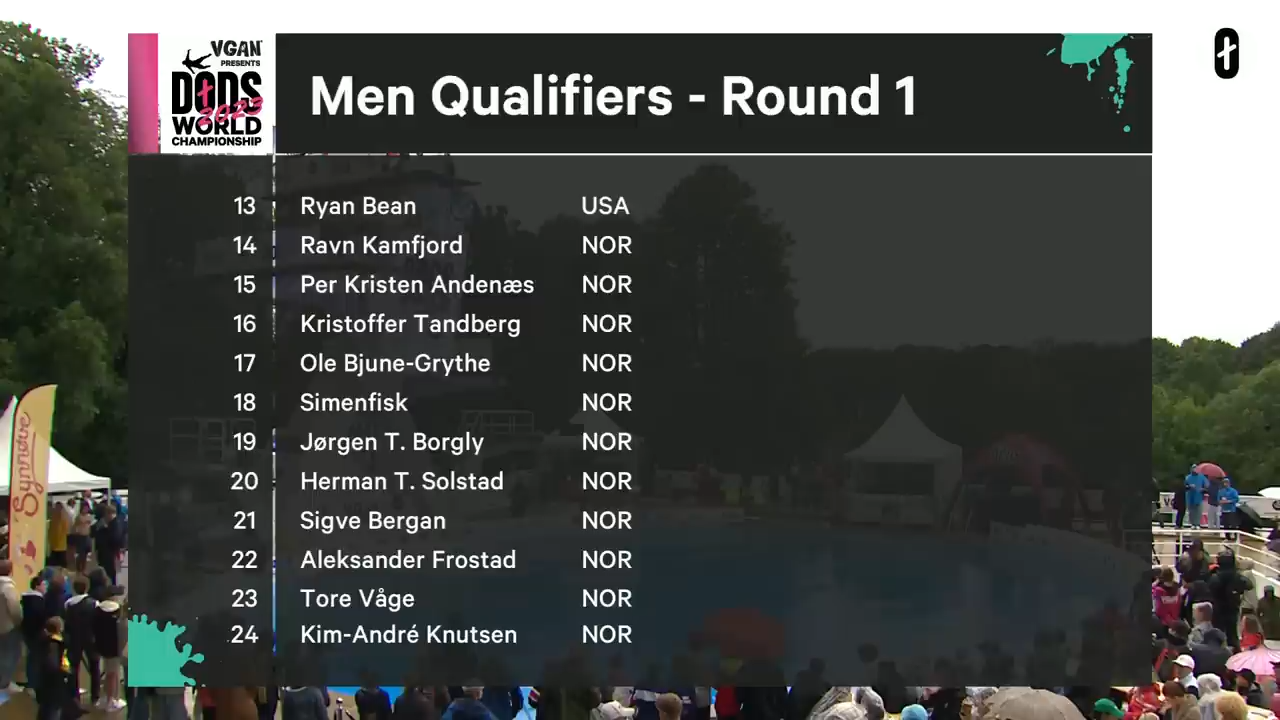 VGAN
PRESENTS
DØDS
2023
WORLD
CHAMPIONSHIP
Men Qualifiers - Round 1
13 Ryan Bean USA
14 Ravn Kamfjord NOR
15 Per Kristen Andenæs NOR
16 Kristoffer Tandberg NOR
17 Ole Bjune-Grythe NOR
18 Simenfisk NOR
19 Jørgen T. Borgly NOR
20 Herman T. Solstad NOR
21 Sigve Bergan NOR
22 Aleksander Frostad NOR
23 Tore Våge NOR
24 Kim-André Knutsen NOR
Synnøve